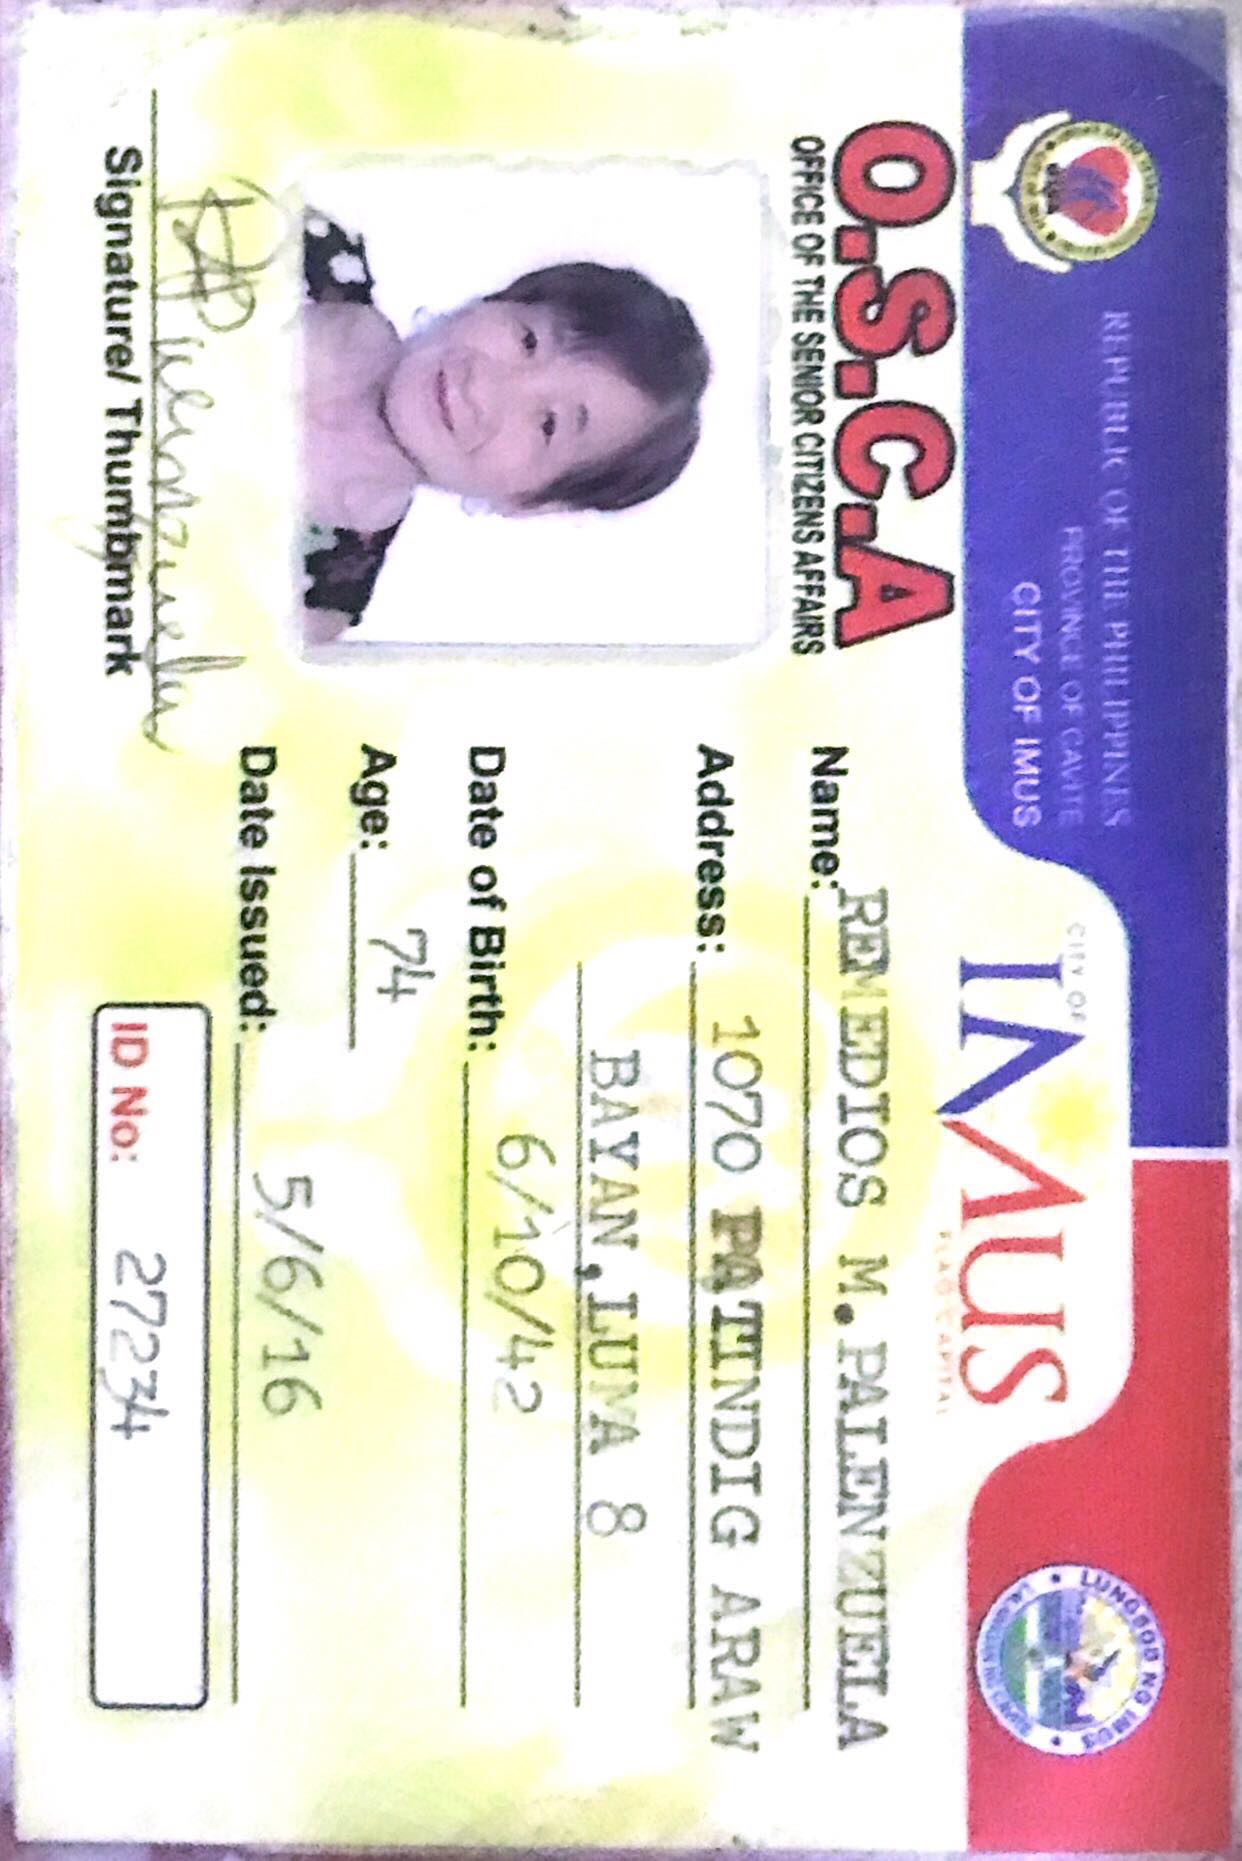 REPUBLIC OF THE PHILIPPINES
PROVINCE OF CAVITE
CITY OF IMUS
CITY OF
IMUS
FLAG CAPITAL
LUNGSOD NG IMUS
LALAWIGAN NG CAVITE
O.S.C.A
OFFICE OF THE SENIOR CITIZENS AFFAIRS
Name: REMEDIOS M. PALENZUELA
Address: 1070 PATINDIG ARAW
BAYAN, LUMA 8
Date of Birth: 6/10/42
Age: 74
Date Issued: 5/6/16
ID No: 27234
RPalenzuela
Signature/ Thumbmark